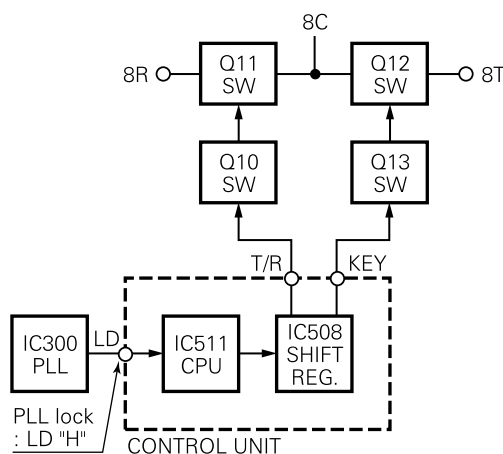 8C
8R
Q11
SW
Q12
SW
8T
Q10
SW
Q13
SW
T/R
KEY
IC300
PLL
LD
IC511
CPU
IC508
SHIFT
REG.
PLL lock
: LD "H"
CONTROL UNIT